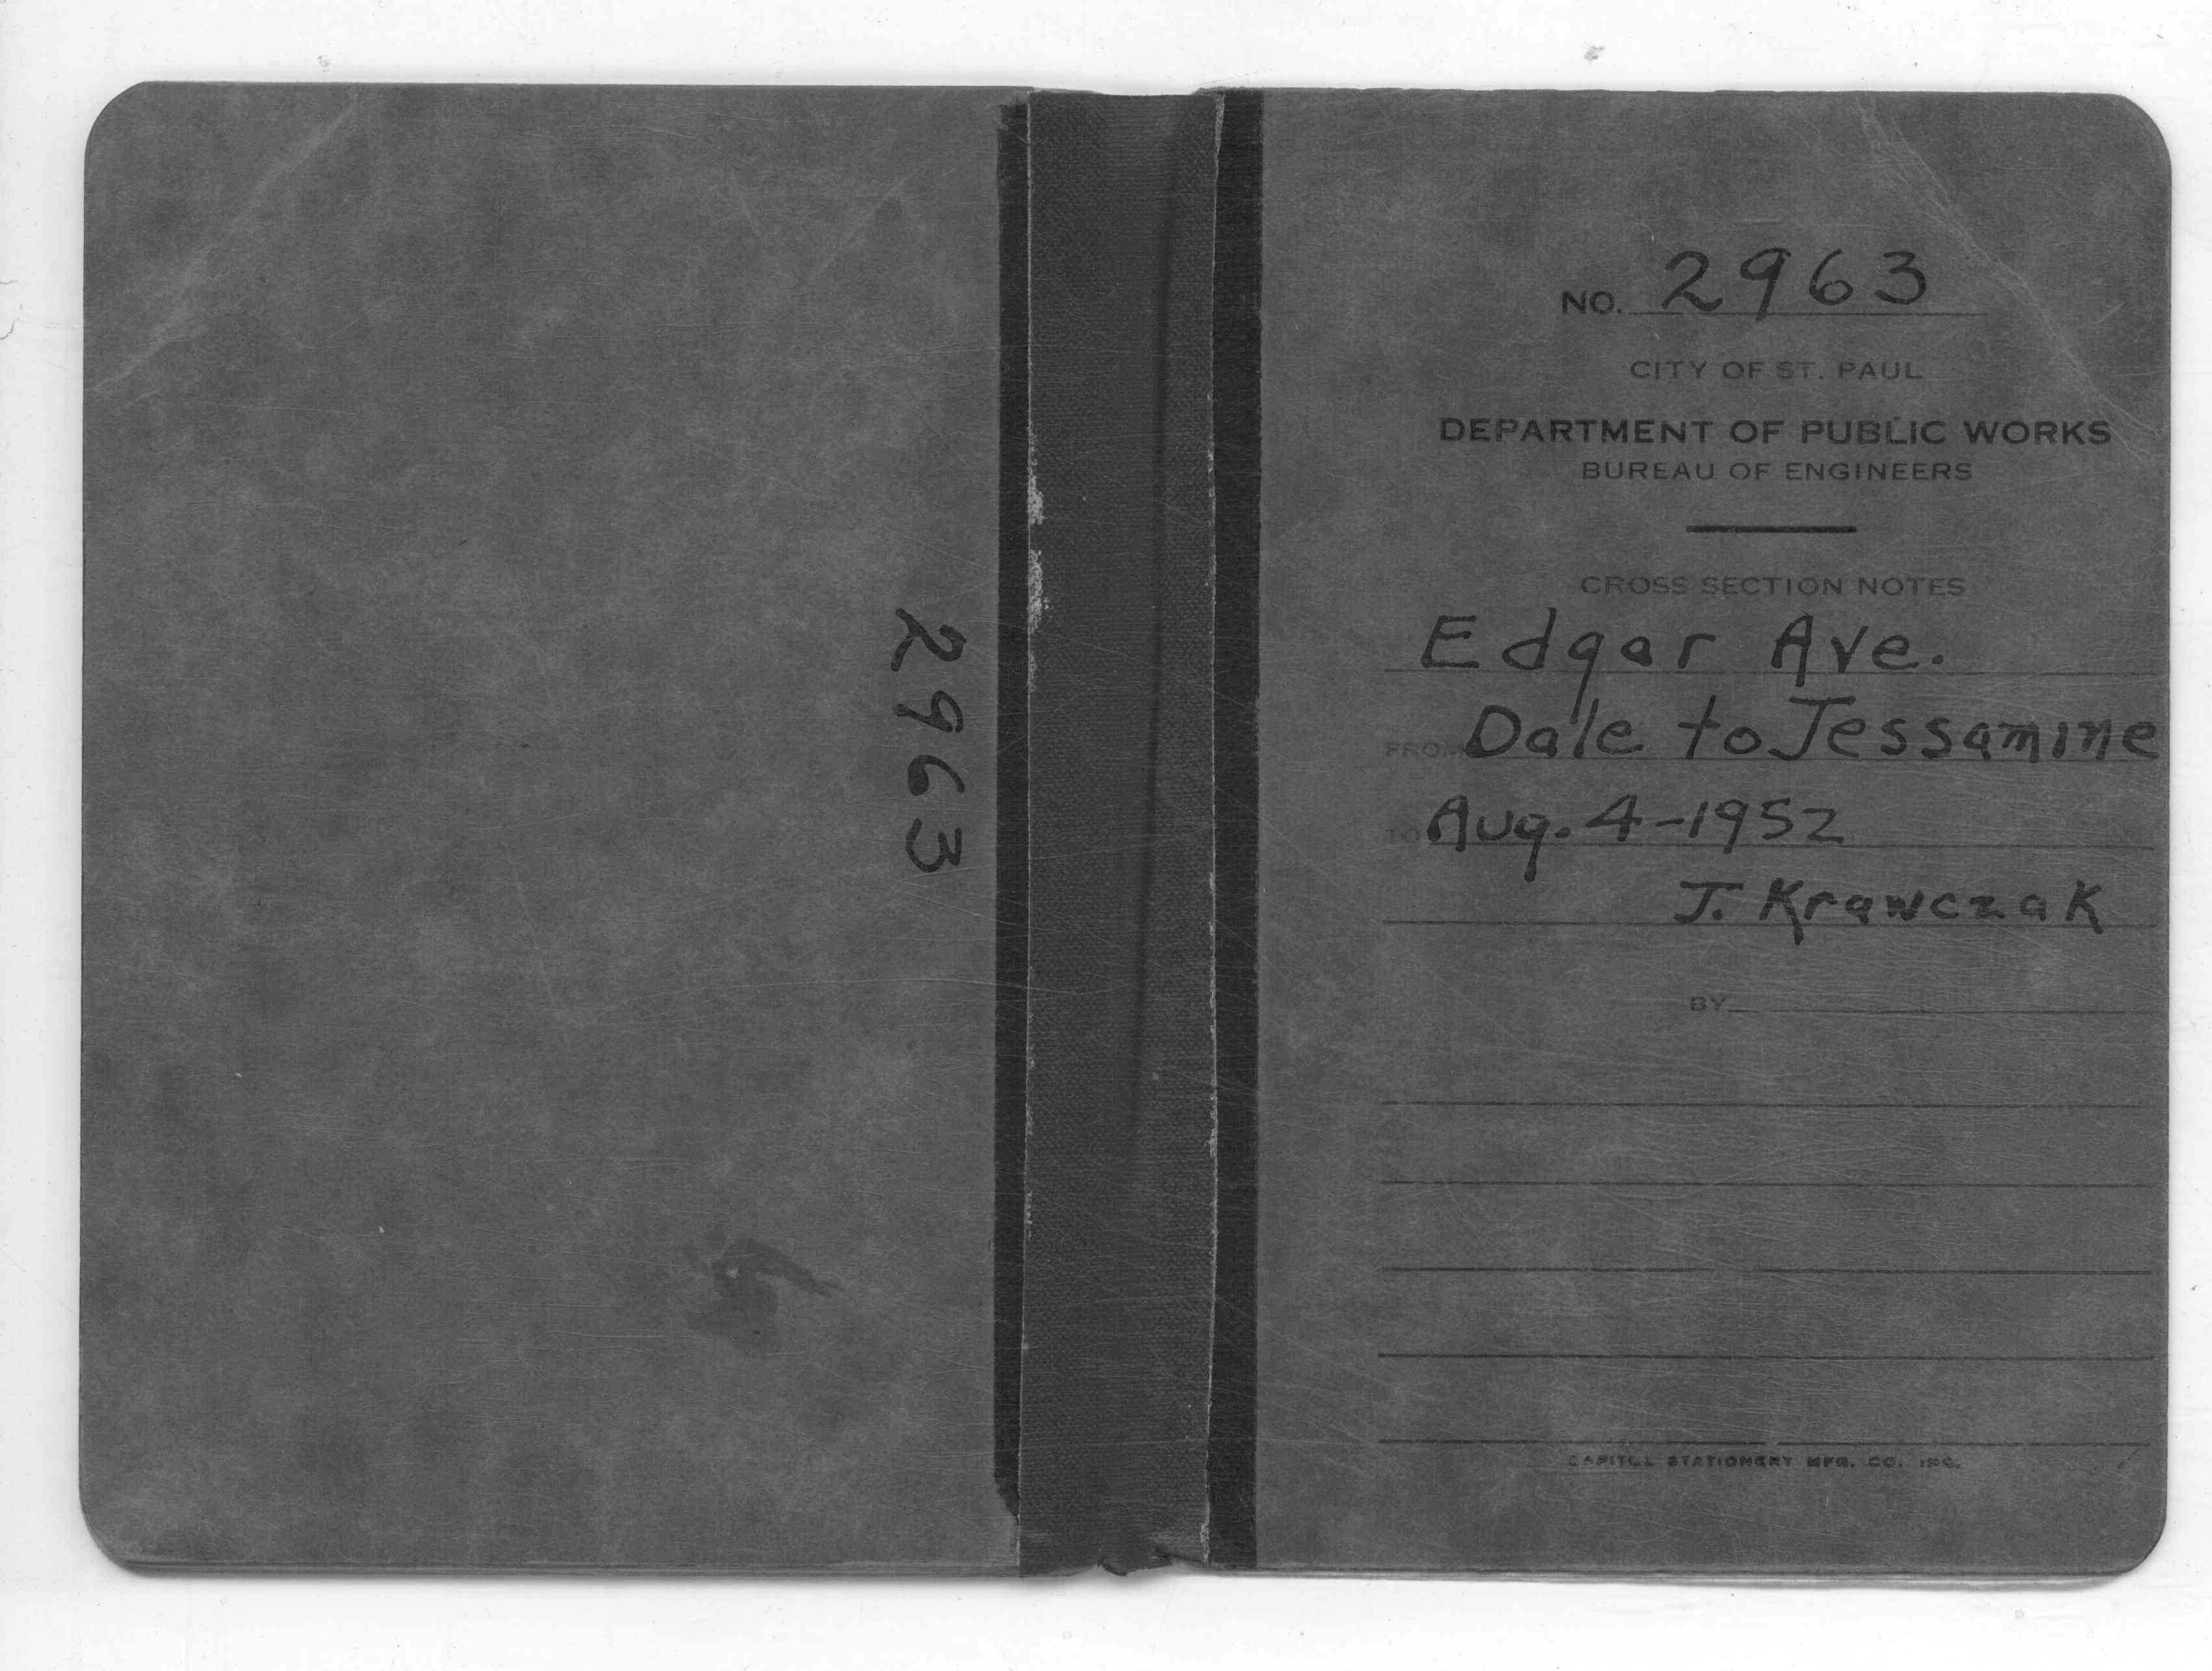 2963
NO. 2963
CITY OF ST. PAUL
DEPARTMENT OF PUBLIC WORKS
BUREAU OF ENGINEERS
CROSS SECTION NOTES
Edgar Ave.
FROM Dale to Jessamine
TO Aug. 4-1952
J. Krawczak
BY
CAPITOL STATIONERY MFG. CO. INC.